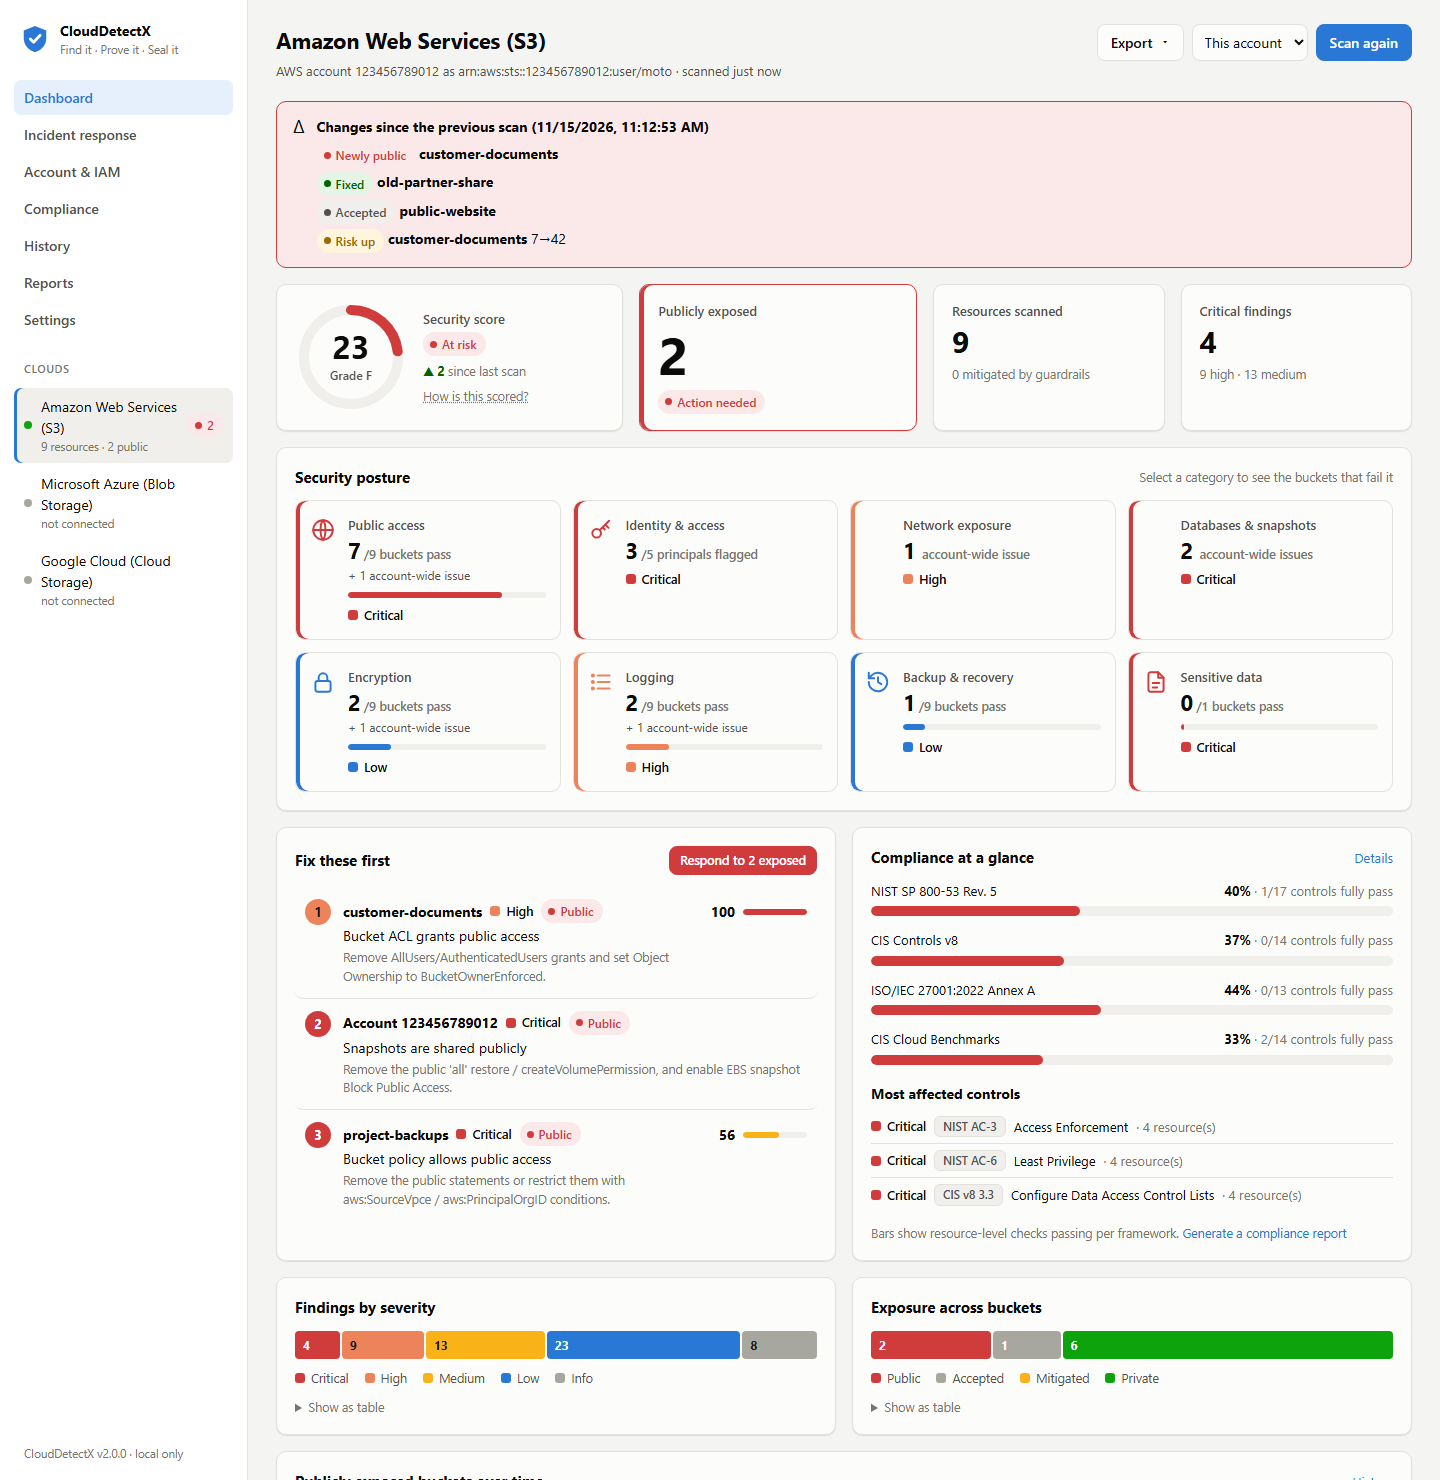 CloudDetectX
Find it · Prove it · Seal it
Dashboard
Incident response
Account & IAM
Compliance
History
Reports
Settings
CLOUDS
Amazon Web Services (S3)
2
9 resources · 2 public
Microsoft Azure (Blob Storage)
not connected
Google Cloud (Cloud Storage)
not connected
CloudDetectX v2.0.0 · local only
Amazon Web Services (S3)
AWS account 123456789012 as arn:aws:sts::123456789012:user/moto · scanned just now
Export
This account
Scan again
Δ Changes since the previous scan (11/15/2026, 11:12:53 AM)
Newly public customer-documents
Fixed old-partner-share
Accepted public-website
Risk up customer-documents 7→42
23
Grade F
Security score
At risk
▲ 2 since last scan
How is this scored?
Publicly exposed
2
Action needed
Resources scanned
9
0 mitigated by guardrails
Critical findings
4
9 high · 13 medium
Security posture
Select a category to see the buckets that fail it
Public access
7 /9 buckets pass
+ 1 account-wide issue
Critical
Identity & access
3 /5 principals flagged
Critical
Network exposure
1 account-wide issue
High
Databases & snapshots
2 account-wide issues
Critical
Encryption
2 /9 buckets pass
+ 1 account-wide issue
Low
Logging
2 /9 buckets pass
+ 1 account-wide issue
High
Backup & recovery
1 /9 buckets pass
Low
Sensitive data
0 /1 buckets pass
Critical
Fix these first
Respond to 2 exposed
1 customer-documents High Public 100
Bucket ACL grants public access
Remove AllUsers/AuthenticatedUsers grants and set Object
Ownership to BucketOwnerEnforced.
2 Account 123456789012 Critical Public
Snapshots are shared publicly
Remove the public 'all' restore / createVolumePermission, and enable EBS snapshot
Block Public Access.
3 project-backups Critical Public 56
Bucket policy allows public access
Remove the public statements or restrict them with
aws:SourceVpce / aws:PrincipalOrgID conditions.
Compliance at a glance
Details
NIST SP 800-53 Rev. 5 40% · 1/17 controls fully pass
CIS Controls v8 37% · 0/14 controls fully pass
ISO/IEC 27001:2022 Annex A 44% · 0/13 controls fully pass
CIS Cloud Benchmarks 33% · 2/14 controls fully pass
Most affected controls
Critical NIST AC-3 Access Enforcement · 4 resource(s)
Critical NIST AC-6 Least Privilege · 4 resource(s)
Critical CIS v8 3.3 Configure Data Access Control Lists · 4 resource(s)
Bars show resource-level checks passing per framework. Generate a compliance report
Findings by severity
4 9 13 23 8
Critical High Medium Low Info
Show as table
Exposure across buckets
2 1 6
Public Accepted Mitigated Private
Show as table